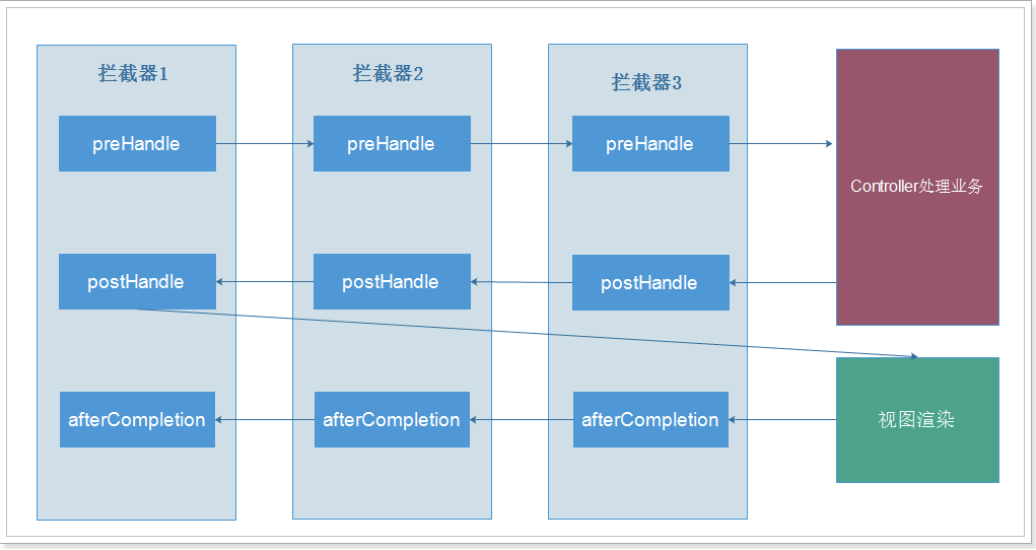 拦截器1
拦截器2
拦截器3
preHandle
preHandle
preHandle
Controller处理业务
postHandle
postHandle
postHandle
afterCompletion
afterCompletion
afterCompletion
视图渲染